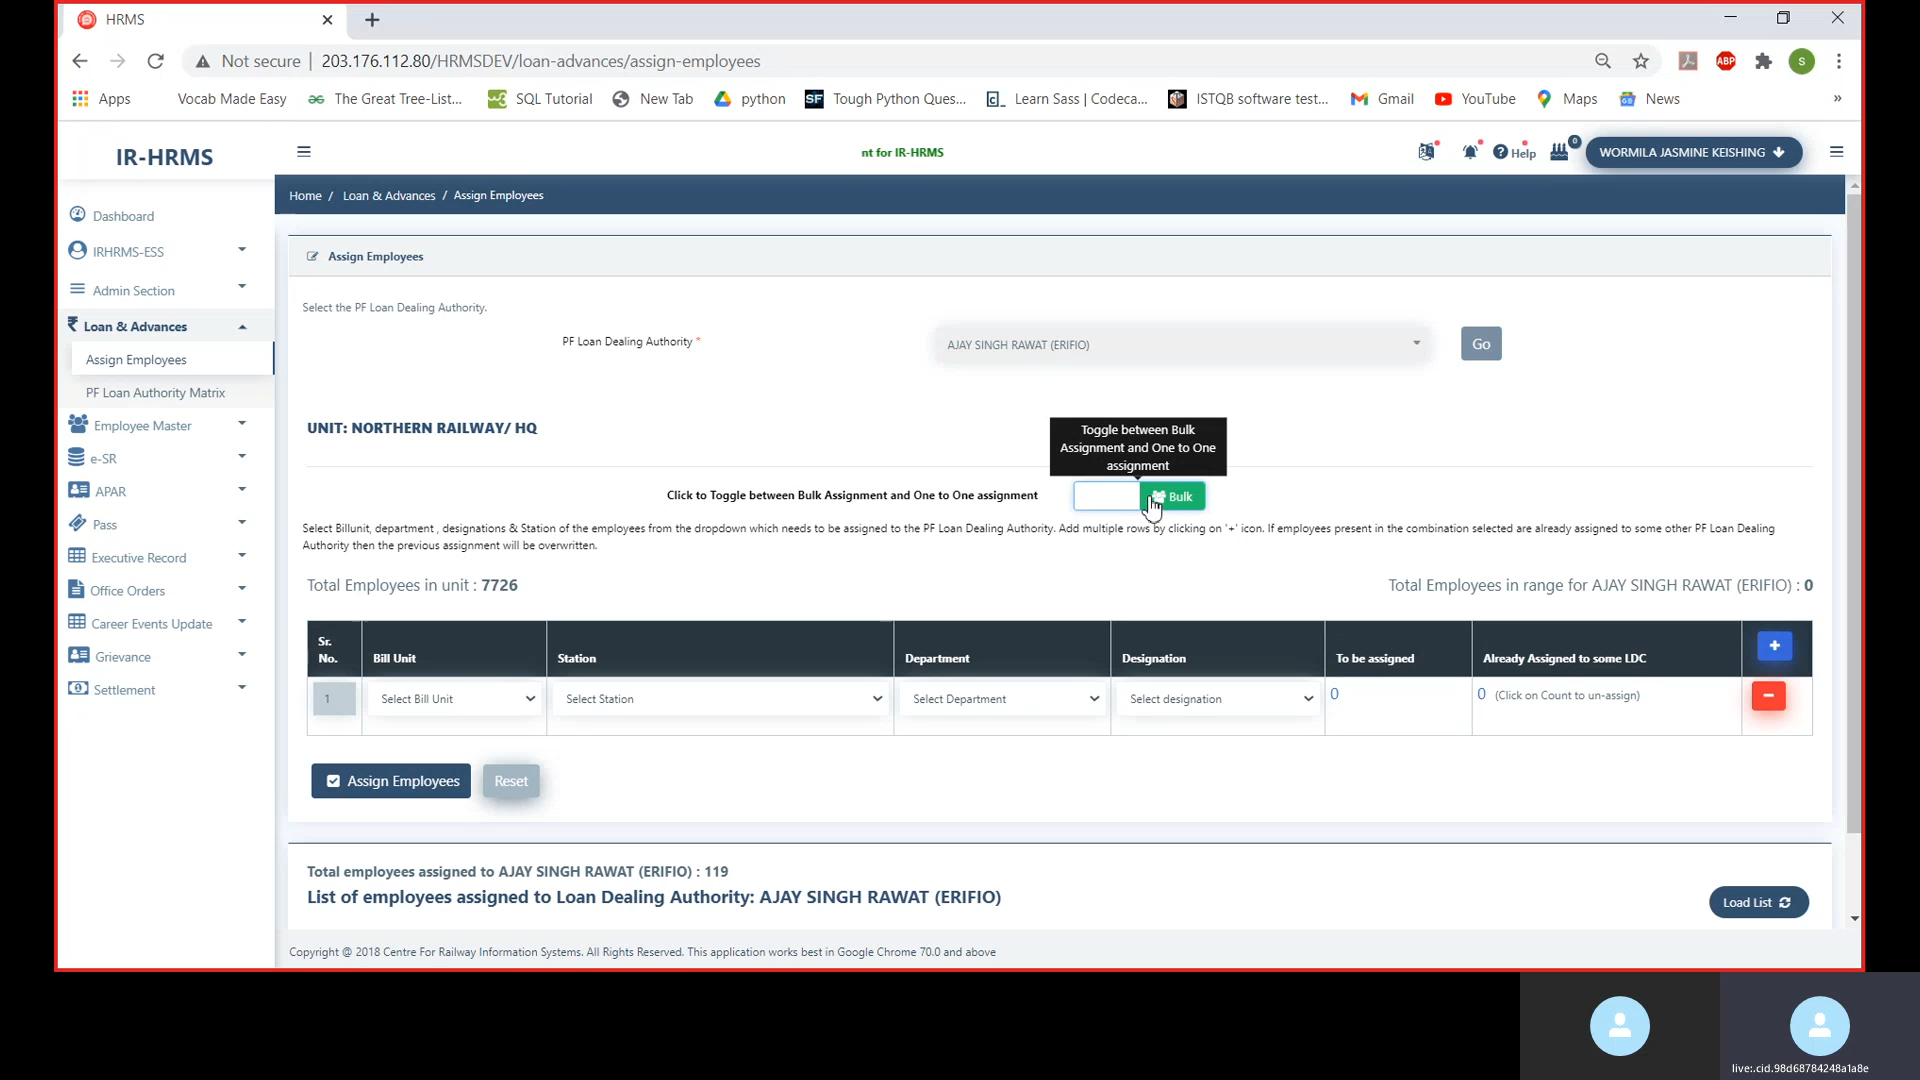 HRMS
Not secure | 203.176.112.80/HRMSDEV/loan-advances/assign-employees
ABP
S
Apps Vocab Made Easy The Great Tree-List... SQL Tutorial New Tab python SF Tough Python Ques... Learn Sass | Codeca... ISTQB software test... Gmail YouTube Maps News »
IR-HRMS
nt for IR-HRMS
Help
0
WORMILA JASMINE KEISHING
Home / Loan & Advances / Assign Employees
Dashboard
IRHRMS-ESS
Admin Section
Loan & Advances
Assign Employees
PF Loan Authority Matrix
Employee Master
e-SR
APAR
Pass
Executive Record
Office Orders
Career Events Update
Grievance
Settlement
Assign Employees
Select the PF Loan Dealing Authority.
PF Loan Dealing Authority *
AJAY SINGH RAWAT (ERIFIO)
Go
UNIT: NORTHERN RAILWAY/ HQ
Toggle between Bulk
Assignment and One to One
assignment
Click to Toggle between Bulk Assignment and One to One assignment
Bulk
Select Billunit, department , designations & Station of the employees from the dropdown which needs to be assigned to the PF Loan Dealing Authority. Add multiple rows by clicking on '+' icon. If employees present in the combination selected are already assigned to some other PF Loan Dealing
Authority then the previous assignment will be overwritten.
Total Employees in unit : 7726
Total Employees in range for AJAY SINGH RAWAT (ERIFIO) : 0
Sr.
No. Bill Unit Station Department Designation To be assigned Already Assigned to some LDC +
1 Select Bill Unit Select Station Select Department Select designation 0 0 (Click on Count to un-assign) −
Assign Employees
Reset
Total employees assigned to AJAY SINGH RAWAT (ERIFIO) : 119
List of employees assigned to Loan Dealing Authority: AJAY SINGH RAWAT (ERIFIO)
Load List
Copyright @ 2018 Centre For Railway Information Systems. All Rights Reserved. This application works best in Google Chrome 70.0 and above
live:.cid.98d68784248a1a8e